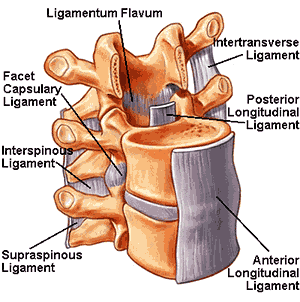 Ligamentum Flavum
Intertransverse
Ligament
Facet
Capsulary
Ligament
Posterior
Longitudinal
Ligament
Interspinous
Ligament
Supraspinous
Ligament
Anterior
Longitudinal
Ligament